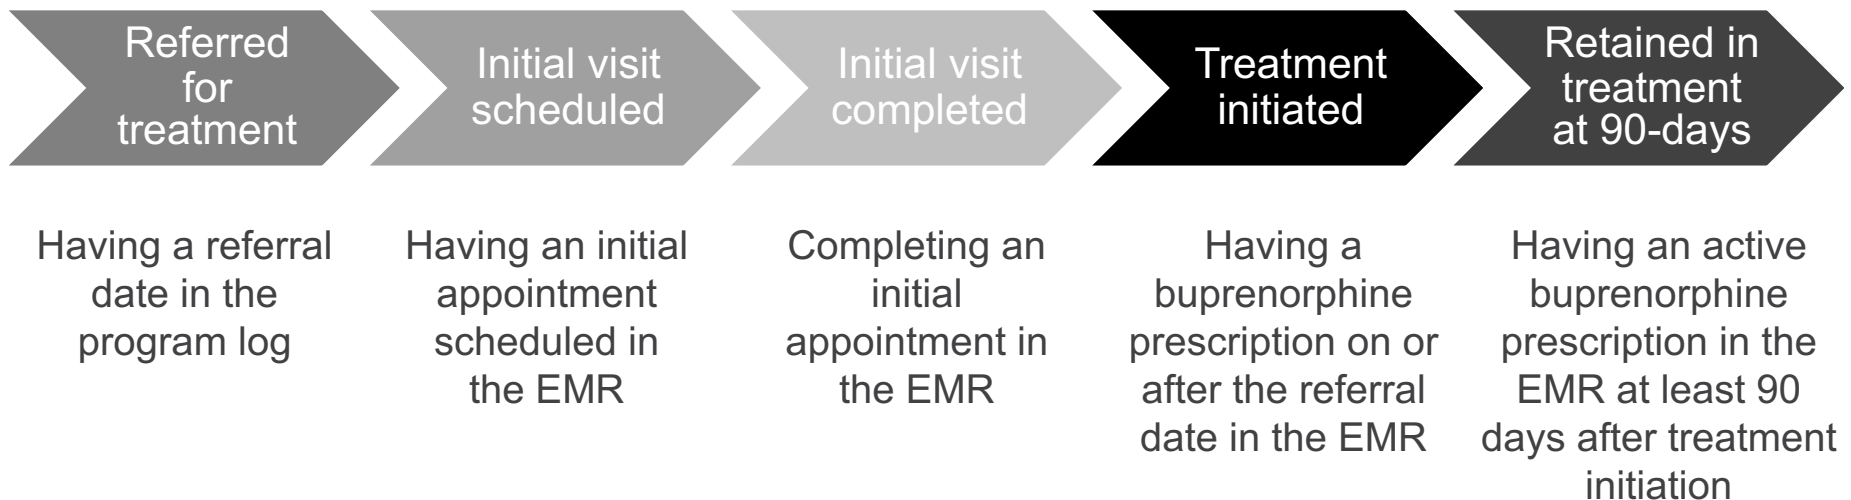 Referred
for
treatment
Initial visit
scheduled
Initial visit
completed
Treatment
initiated
Retained in
treatment
at 90-days
Having a referral
date in the
program log
Having an initial
appointment
scheduled in
the EMR
Completing an
initial
appointment in
the EMR
Having a
buprenorphine
prescription on or
after the referral
date in the EMR
Having an active
buprenorphine
prescription in the
EMR at least 90
days after treatment
initiation